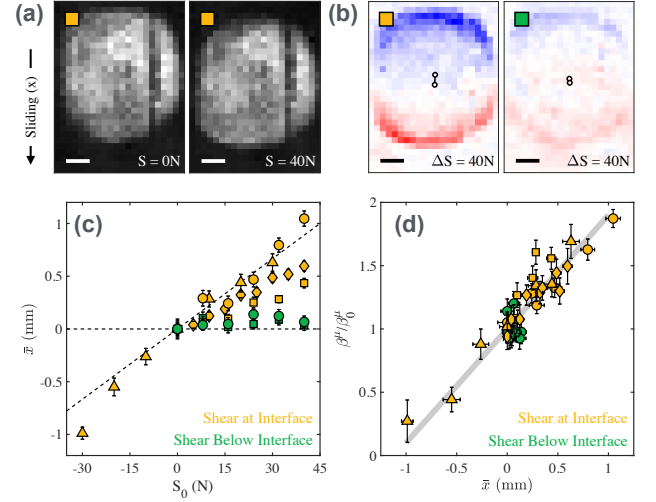 (a)
(b)
Sliding (x)
S = 0N
S = 40N
ΔS = 40N
ΔS = 40N
(c)
1
0.5
0
-0.5
-1
x̄ (mm)
Shear at Interface
Shear Below Interface
-30
-15
0
15
30
45
S₀ (N)
(d)
2
1.5
1
0.5
0
β^μ/β₀^μ
Shear at Interface
Shear Below Interface
-1
-0.5
0
0.5
1
x̄ (mm)